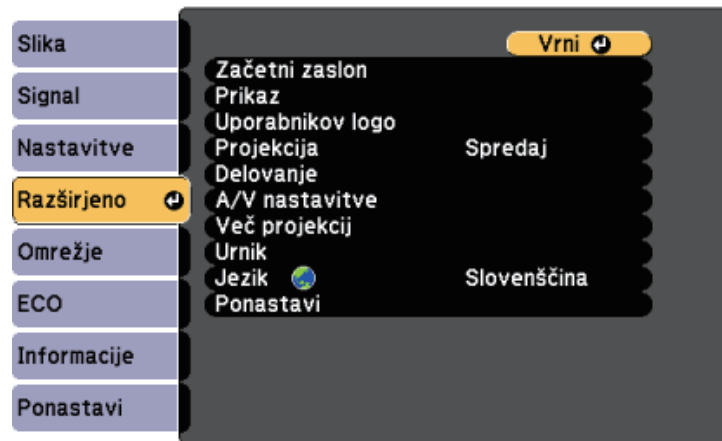 Slika
Signal
Nastavitve
Razširjeno
Omrežje
ECO
Informacije
Ponastavi
Vrni
Začetni zaslon
Prikaz
Uporabnikov logo
Projekcija Spredaj
Delovanje
A/V nastavitve
Več projekcij
Urnik
Jezik Slovenščina
Ponastavi